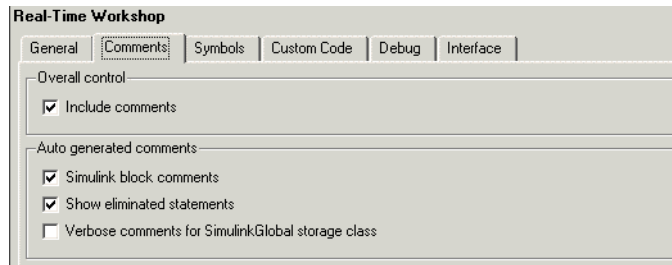 Real-Time Workshop
General Comments Symbols Custom Code Debug Interface
Overall control
Include comments
Auto generated comments
Simulink block comments
Show eliminated statements
Verbose comments for SimulinkGlobal storage class